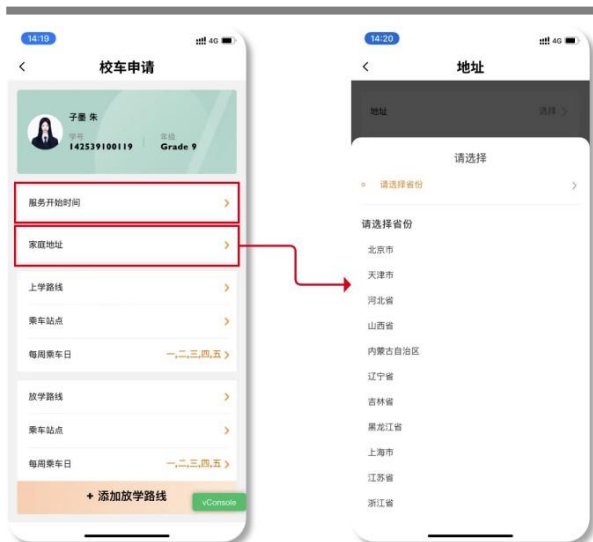 14:19
4G
校车申请
子墨 朱
学号
年级
142539100119
Grade 9
服务开始时间
家庭地址
上学路线
乘车站点
每周乘车日
一,二,三,四,五
放学路线
乘车站点
每周乘车日
一,二,三,四,五
+ 添加放学路线
vConsole
14:20
4G
地址
地址
选择
请选择
请选择省份
请选择省份
北京市
天津市
河北省
山西省
内蒙古自治区
辽宁省
吉林省
黑龙江省
上海市
江苏省
浙江省